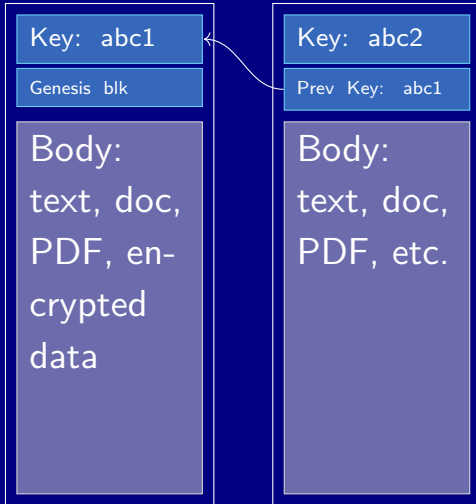 Key: abc1
Genesis blk
Body:
text, doc,
PDF, en-
crypted
data
Key: abc2
Prev Key: abc1
Body:
text, doc,
PDF, etc.